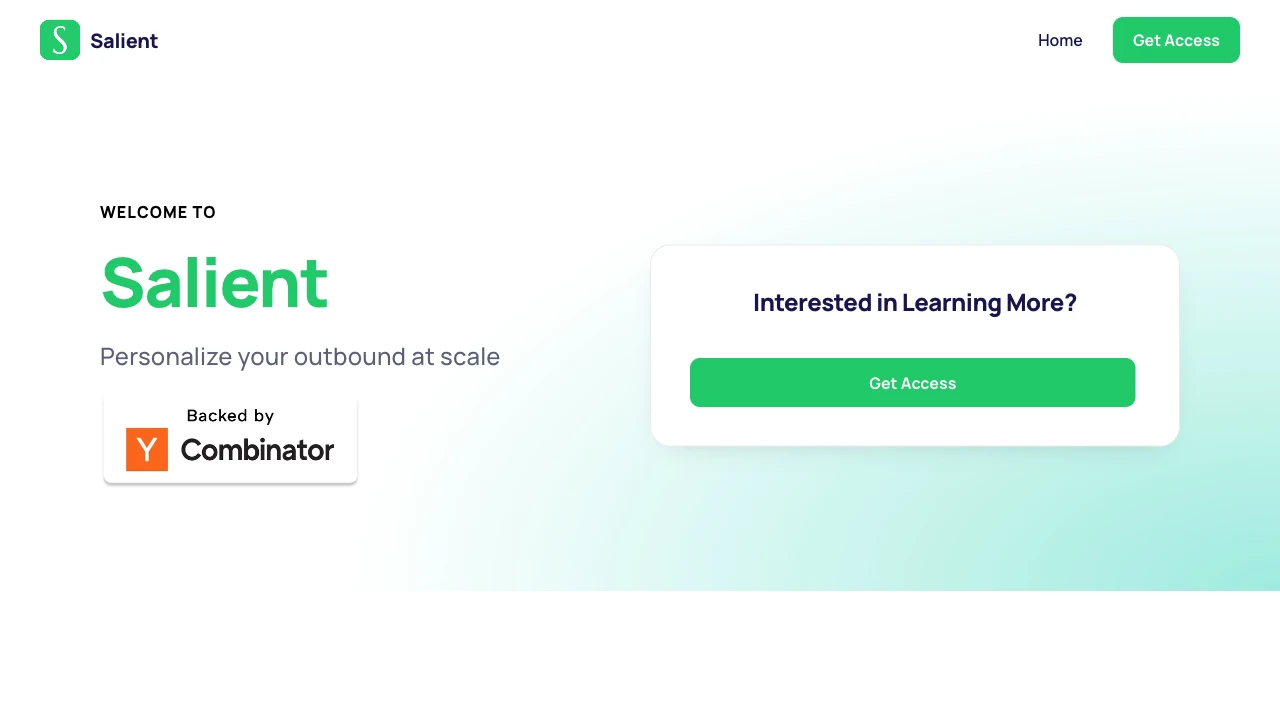 S Salient
Home
Get Access
WELCOME TO
Salient
Personalize your outbound at scale
Backed by
Y Combinator
Interested in Learning More?
Get Access